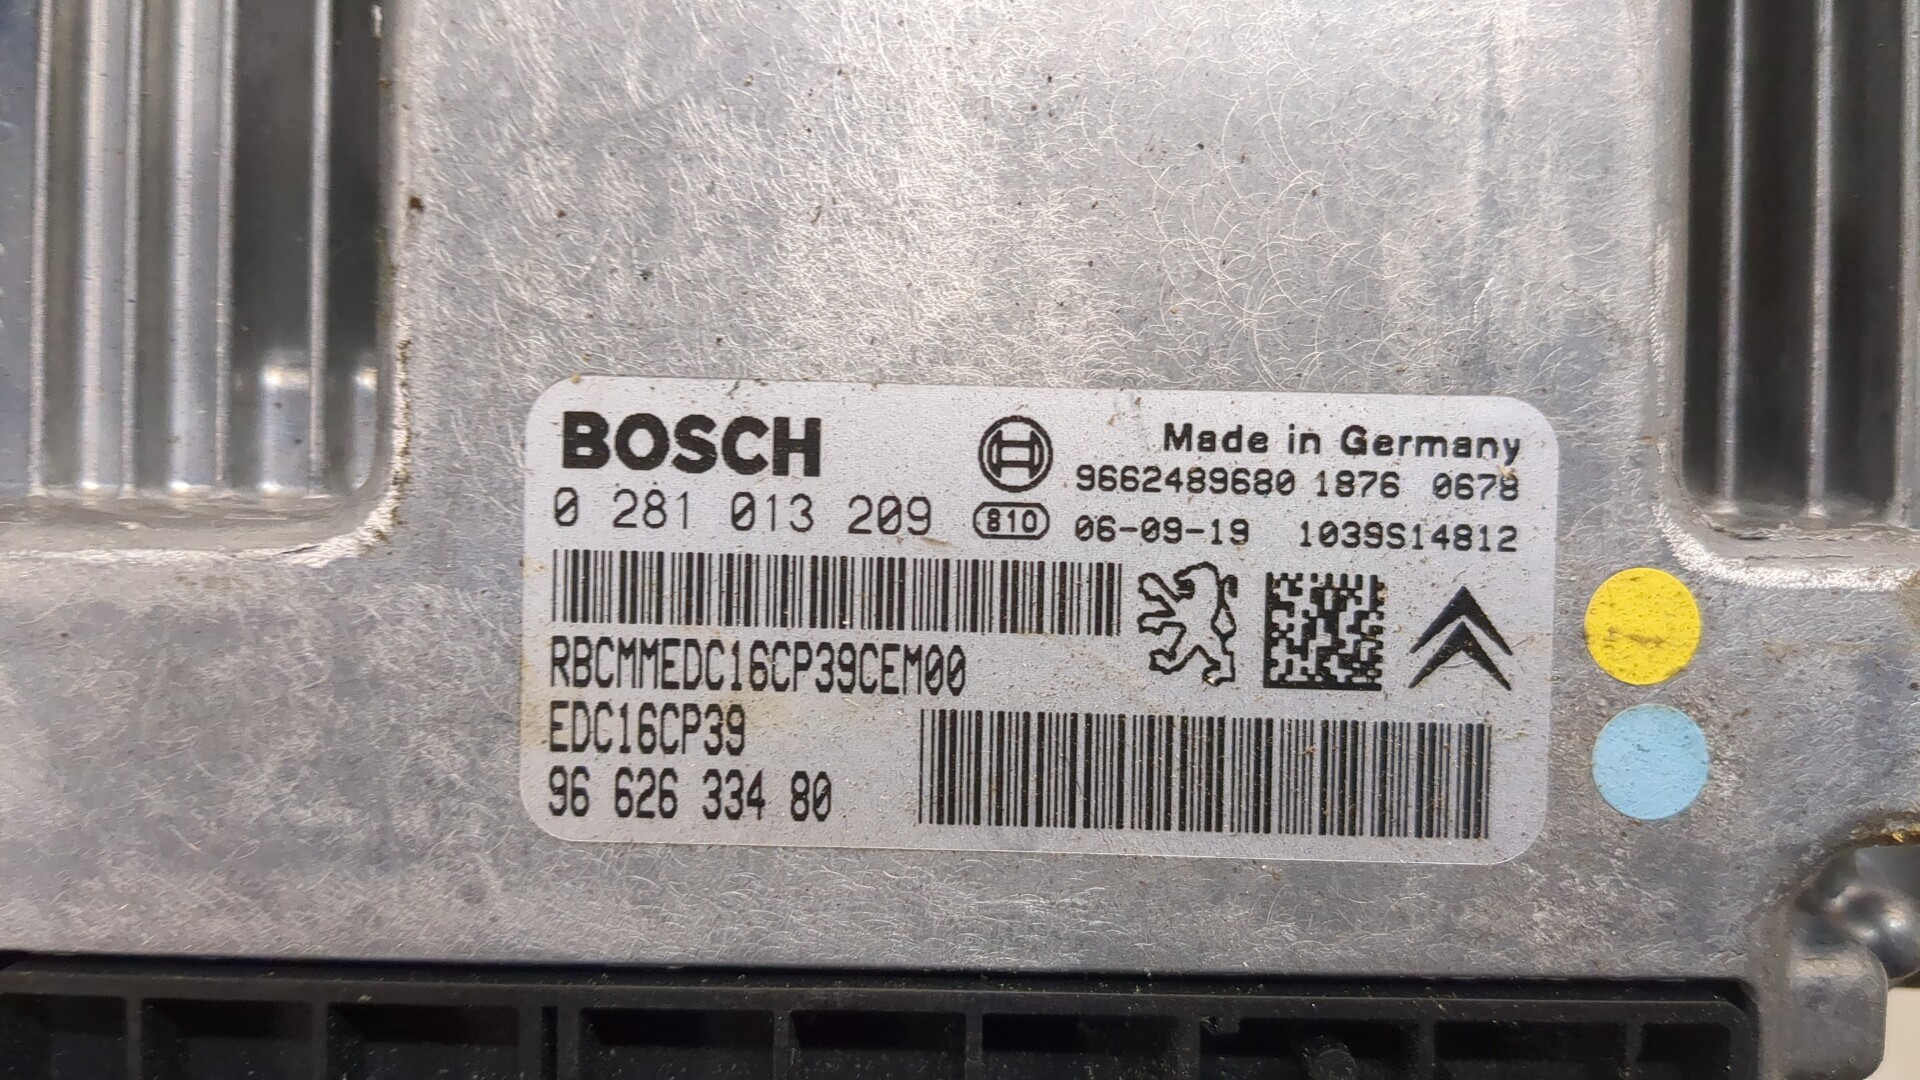 BOSCH
Made in Germany
9662489680 1876 0678
0 281 013 209
810 06-09-19 1039S14812
RBCMMEDC16CP39CEM00
EDC16CP39
96 626 334 80